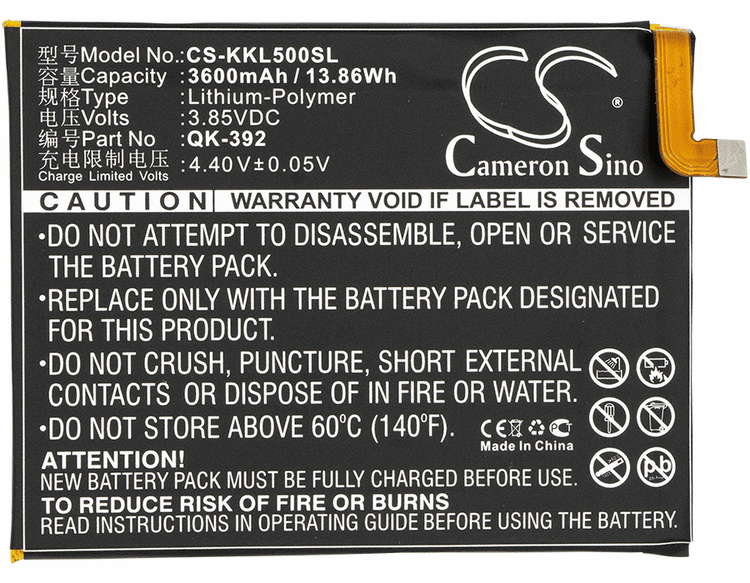 型号Model No.: CS-KKL500SL
容量Capacity: 3600mAh / 13.86Wh
规格Type: Lithium-Polymer
电压Volts: 3.85VDC
编号Part No.: QK-392
充电限制电压: 4.40V±0.05V
Charge Limited Volts
CS
®
Cameron Sino
CAUTION WARRANTY VOID IF LABEL IS REMOVED
•DO NOT ATTEMPT TO DISASSEMBLE, OPEN OR SERVICE
THE BATTERY PACK.
•REPLACE ONLY WITH THE BATTERY PACK DESIGNATED
FOR THIS PRODUCT.
•DO NOT CRUSH, PUNCTURE, SHORT EXTERNAL
CONTACTS OR DISPOSE OF IN FIRE OR WATER.
•DO NOT STORE ABOVE 60°C (140°F).
CE
PCT
Made In China
Pb
ATTENTION!
NEW BATTERY PACK MUST BE FULLY CHARGED BEFORE USE.
TO REDUCE RISK OF FIRE OR BURNS
READ INSTRUCTIONS BEFORE CHARGING OR USING THE BATTERY.